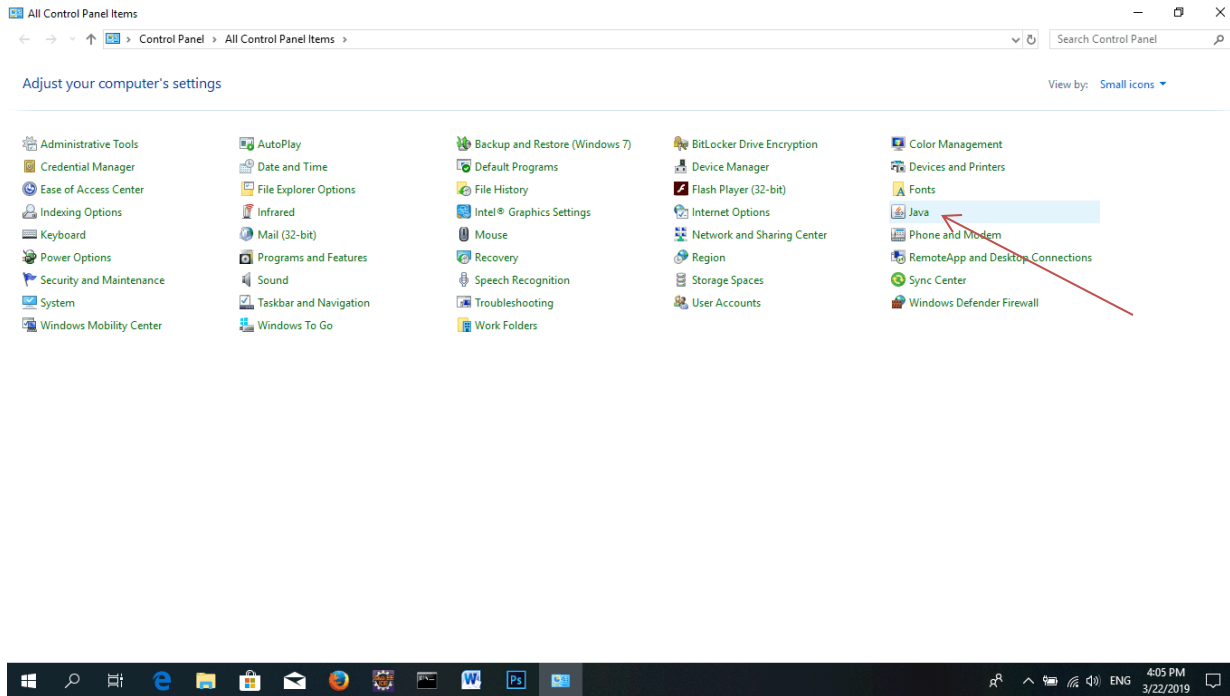 All Control Panel Items
Control Panel > All Control Panel Items >
Search Control Panel
Adjust your computer's settings
View by: Small icons
Administrative Tools
AutoPlay
Backup and Restore (Windows 7)
BitLocker Drive Encryption
Color Management
Credential Manager
Date and Time
Default Programs
Device Manager
Devices and Printers
Ease of Access Center
File Explorer Options
File History
Flash Player (32-bit)
Fonts
Indexing Options
Infrared
Intel® Graphics Settings
Internet Options
Java
Keyboard
Mail (32-bit)
Mouse
Network and Sharing Center
Phone and Modem
Power Options
Programs and Features
Recovery
Region
RemoteApp and Desktop Connections
Security and Maintenance
Sound
Speech Recognition
Storage Spaces
Sync Center
System
Taskbar and Navigation
Troubleshooting
User Accounts
Windows Defender Firewall
Windows Mobility Center
Windows To Go
Work Folders
Ps
ENG
4:05 PM
3/22/2019